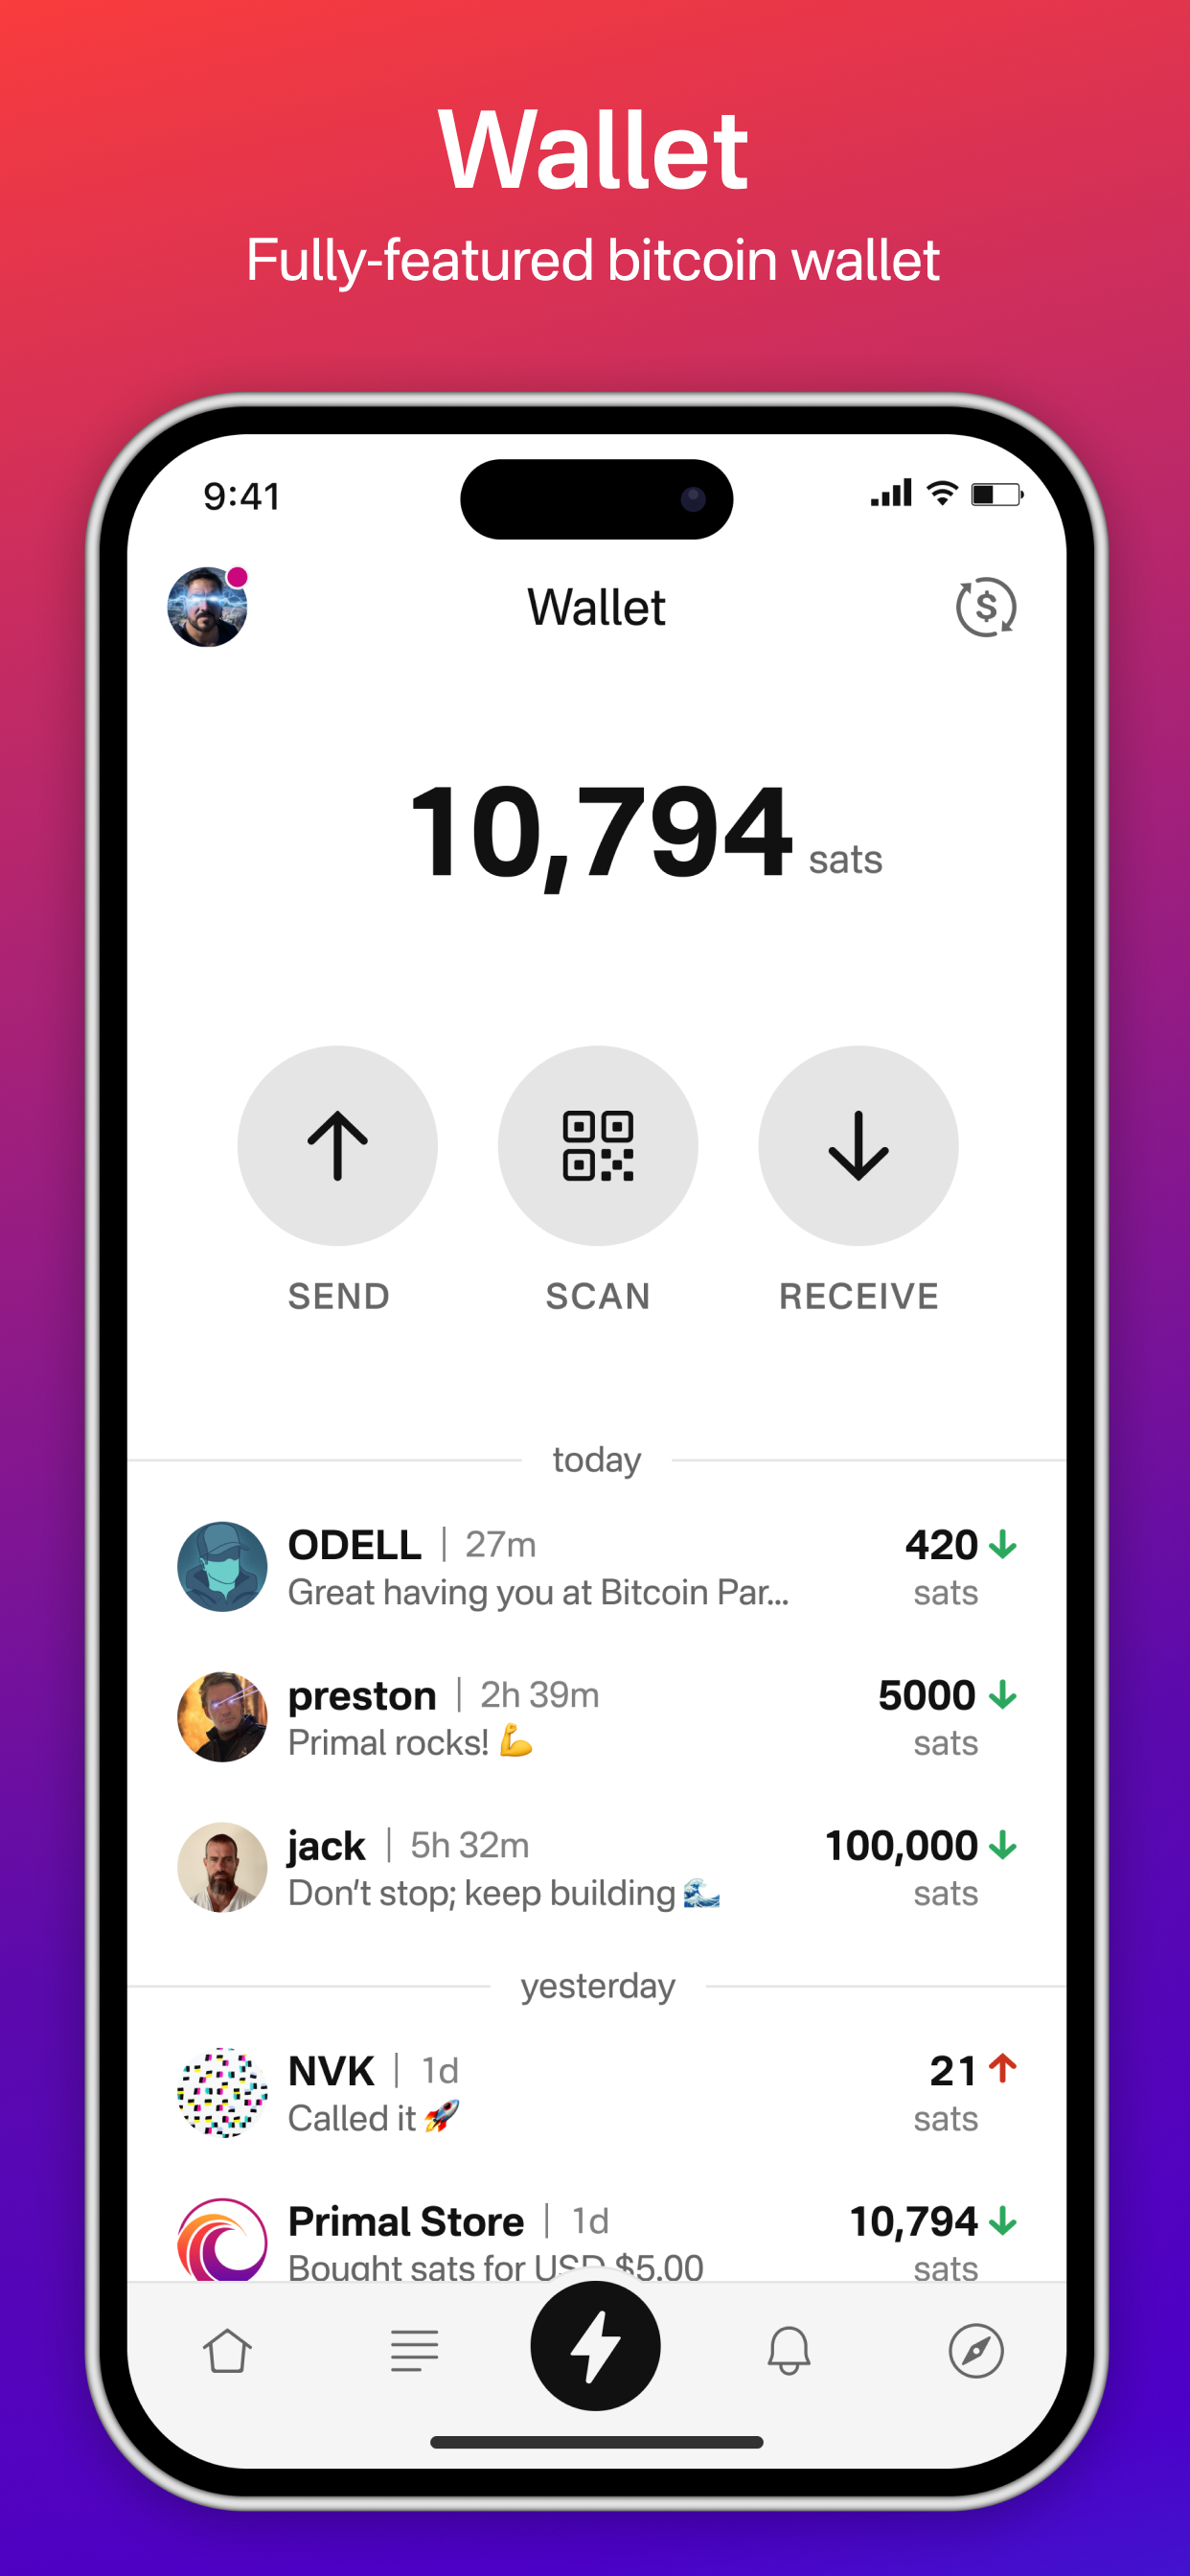 Wallet
Fully-featured bitcoin wallet
9:41
Wallet
$
10,794 sats
SEND
SCAN
RECEIVE
today
ODELL | 27m
420
Great having you at Bitcoin Par...
sats
preston | 2h 39m
5000
Primal rocks! 💪
sats
jack | 5h 32m
100,000
Don’t stop; keep building 🌊
sats
yesterday
NVK | 1d
21
Called it 🚀
sats
Primal Store | 1d
10,794
Bought sats for USD $5.00
sats